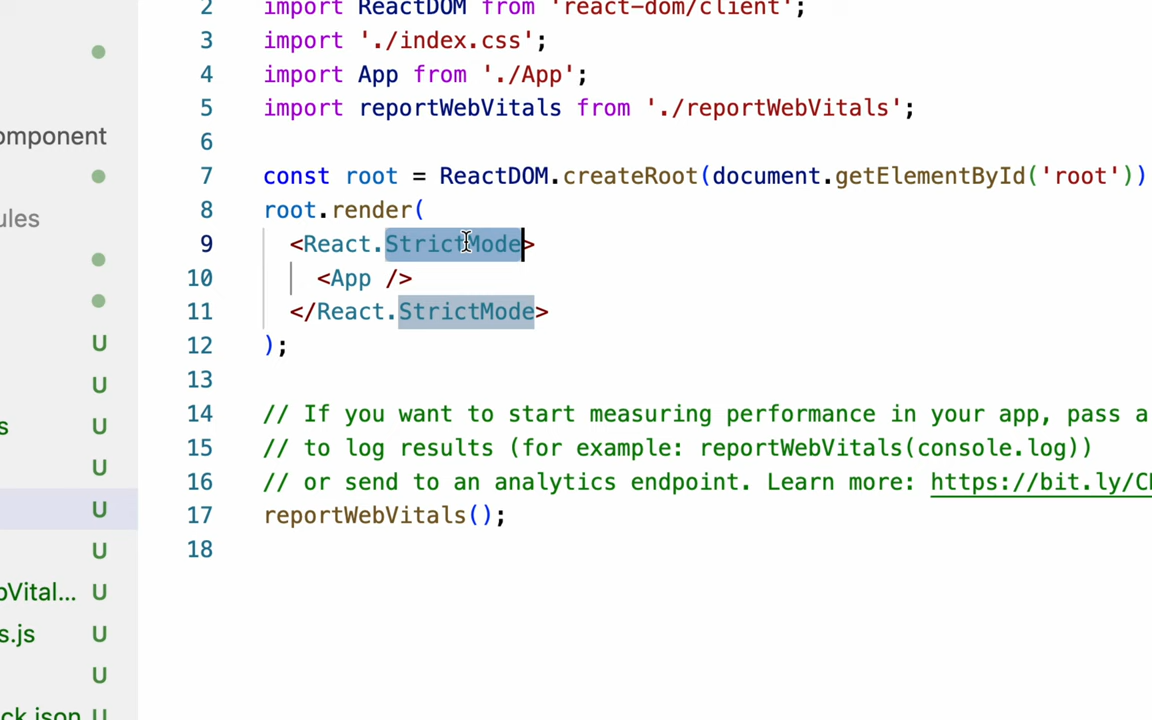 2 import ReactDOM from 'react-dom/client';
3 import './index.css';
4 import App from './App';
omponent
5 import reportWebVitals from './reportWebVitals';
6
7 const root = ReactDOM.createRoot(document.getElementById('root'))
ules
8 root.render(
9 <React.StrictMode>
10 <App />
11 </React.StrictMode>
U
12 );
13
U
14 // If you want to start measuring performance in your app, pass a
s U
15 // to log results (for example: reportWebVitals(console.log))
U
16 // or send to an analytics endpoint. Learn more: https://bit.ly/C
U
17 reportWebVitals();
U
18
bVital... U
s.js U
U
ck.json U